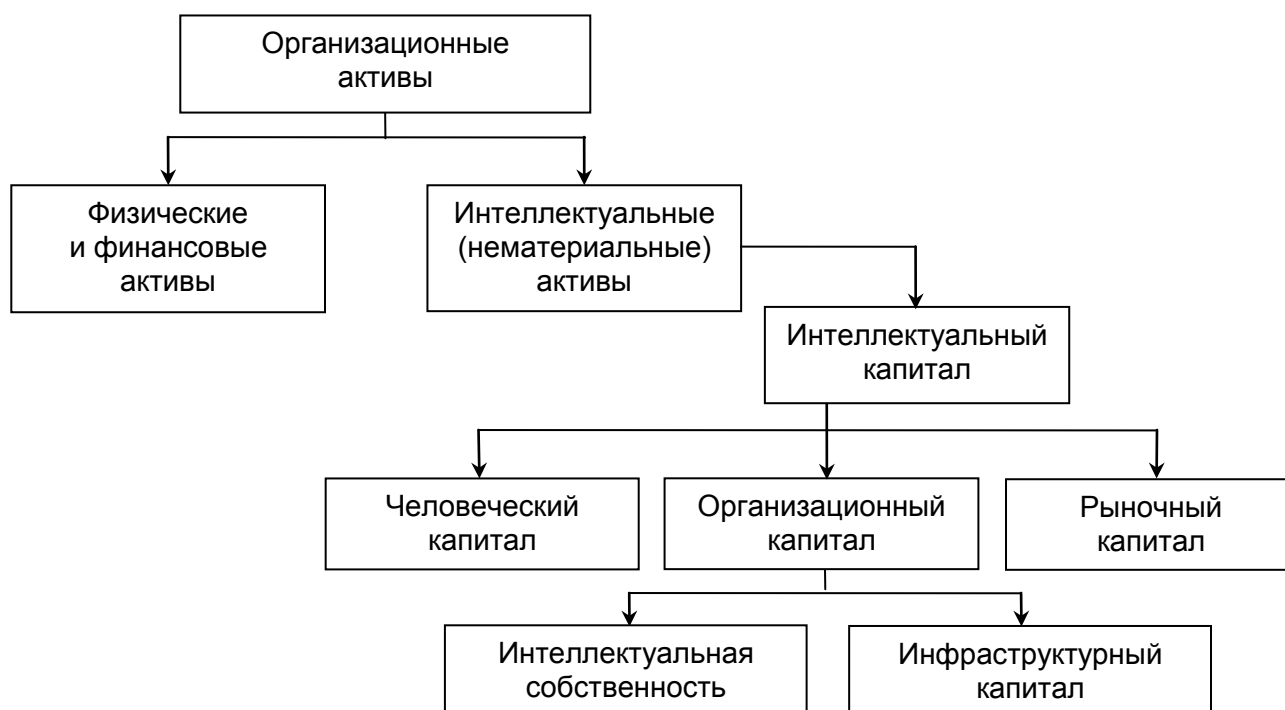 Организационные
активы
Физические
и финансовые
активы
Интеллектуальные
(нематериальные)
активы
Интеллектуальный
капитал
Человеческий
капитал
Организационный
капитал
Рыночный
капитал
Интеллектуальная
собственность
Инфраструктурный
капитал